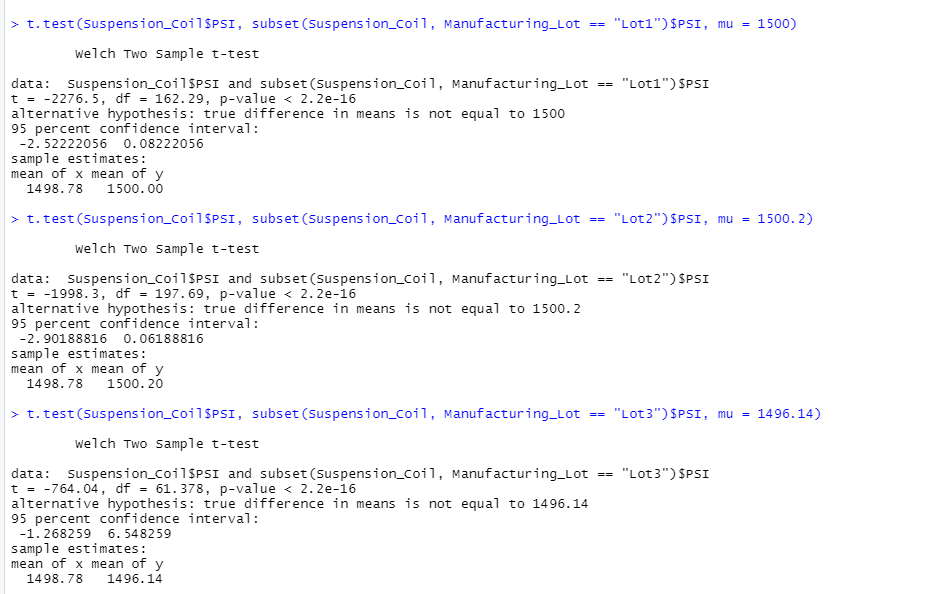 > t.test(Suspension_Coil$PSI, subset(Suspension_Coil, Manufacturing_Lot == "Lot1")$PSI, mu = 1500)
Welch Two Sample t-test
data:  Suspension_Coil$PSI and subset(Suspension_Coil, Manufacturing_Lot == "Lot1")$PSI
t = -2276.5, df = 162.29, p-value < 2.2e-16
alternative hypothesis: true difference in means is not equal to 1500
95 percent confidence interval:
 -2.52222056  0.08222056
sample estimates:
mean of x mean of y
  1498.78   1500.00
> t.test(Suspension_Coil$PSI, subset(Suspension_Coil, Manufacturing_Lot == "Lot2")$PSI, mu = 1500.2)
Welch Two Sample t-test
data:  Suspension_Coil$PSI and subset(Suspension_Coil, Manufacturing_Lot == "Lot2")$PSI
t = -1998.3, df = 197.69, p-value < 2.2e-16
alternative hypothesis: true difference in means is not equal to 1500.2
95 percent confidence interval:
 -2.90188816  0.06188816
sample estimates:
mean of x mean of y
  1498.78   1500.20
> t.test(Suspension_Coil$PSI, subset(Suspension_Coil, Manufacturing_Lot == "Lot3")$PSI, mu = 1496.14)
Welch Two Sample t-test
data:  Suspension_Coil$PSI and subset(Suspension_Coil, Manufacturing_Lot == "Lot3")$PSI
t = -764.04, df = 61.378, p-value < 2.2e-16
alternative hypothesis: true difference in means is not equal to 1496.14
95 percent confidence interval:
 -1.268259  6.548259
sample estimates:
mean of x mean of y
  1498.78   1496.14